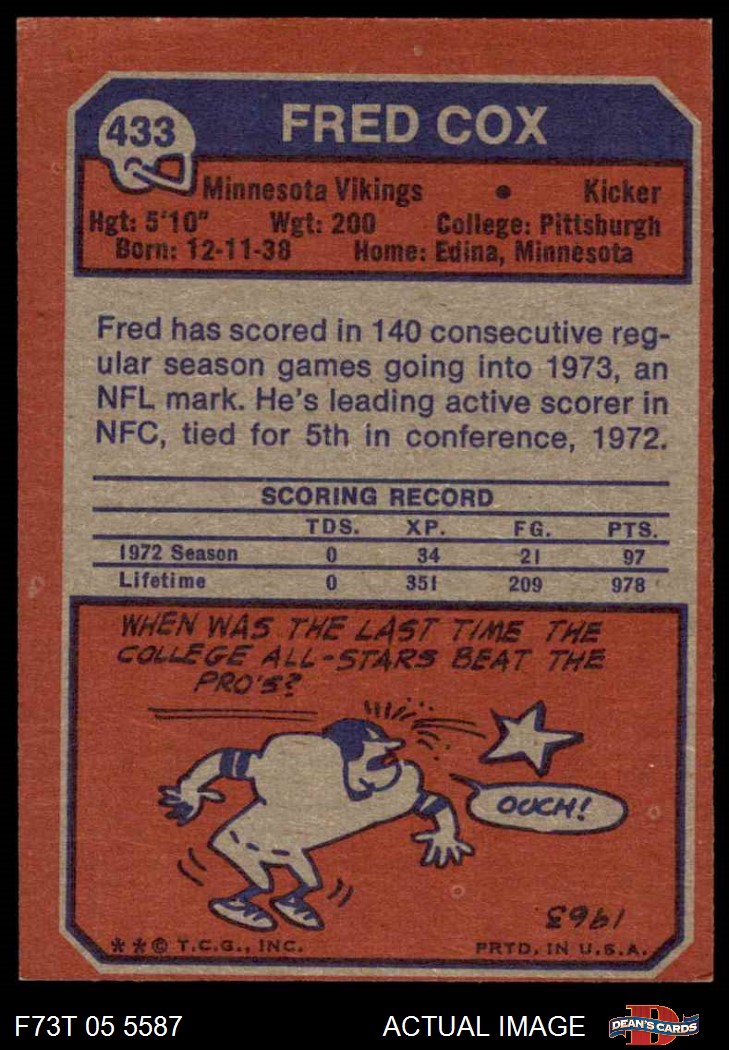 433
FRED COX
Minnesota Vikings • Kicker
Hgt: 5'10" Wgt: 200 College: Pittsburgh
Born: 12-11-38 Home: Edina, Minnesota
Fred has scored in 140 consecutive reg-
ular season games going into 1973, an
NFL mark. He's leading active scorer in
NFC, tied for 5th in conference, 1972.
SCORING RECORD
TDS. XP. FG. PTS.
1972 Season 0 34 21 97
Lifetime 0 351 209 978
WHEN WAS THE LAST TIME THE
COLLEGE ALL-STARS BEAT THE
PRO'S?
OUCH!
1963
**© T.C.G., INC. PRTD. IN U.S.A.
F73T 05 5587 ACTUAL IMAGE
D
DEAN'S CARDS